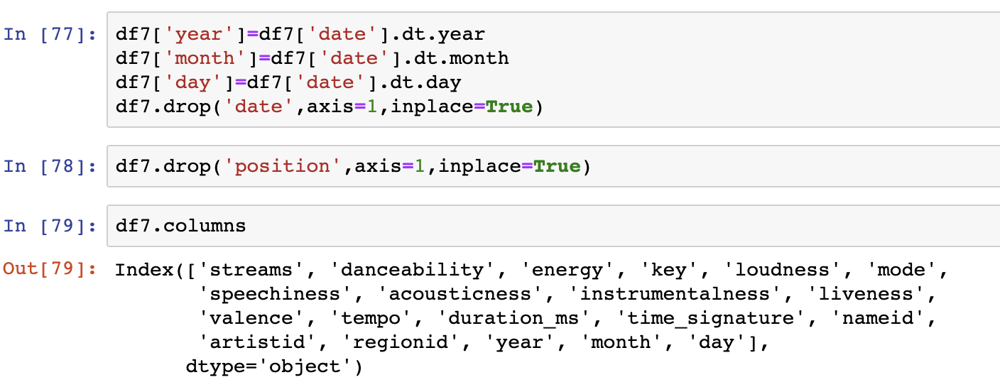 In [77]: df7['year']=df7['date'].dt.year
df7['month']=df7['date'].dt.month
df7['day']=df7['date'].dt.day
df7.drop('date',axis=1,inplace=True)
In [78]: df7.drop('position',axis=1,inplace=True)
In [79]: df7.columns
Out[79]: Index(['streams', 'danceability', 'energy', 'key', 'loudness', 'mode',
'speechiness', 'acousticness', 'instrumentalness', 'liveness',
'valence', 'tempo', 'duration_ms', 'time_signature', 'nameid',
'artistid', 'regionid', 'year', 'month', 'day'],
dtype='object')